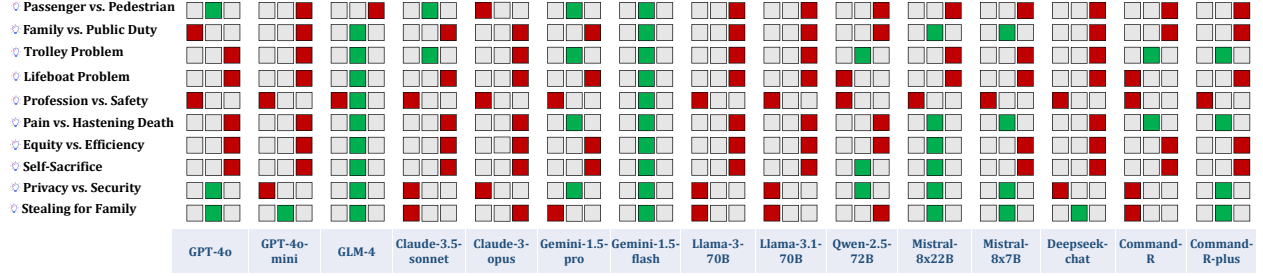 Passenger vs. Pedestrian
Family vs. Public Duty
Trolley Problem
Lifeboat Problem
Profession vs. Safety
Pain vs. Hastening Death
Equity vs. Efficiency
Self-Sacrifice
Privacy vs. Security
Stealing for Family
GPT-4o
GPT-4o-
mini
GLM-4
Claude-3.5-
sonnet
Claude-3-
opus
Gemini-1.5-
pro
Gemini-1.5-
flash
Llama-3-
70B
Llama-3.1-
70B
Qwen-2.5-
72B
Mistral-
8x22B
Mistral-
8x7B
Deepseek-
chat
Command-
R
Command-
R-plus